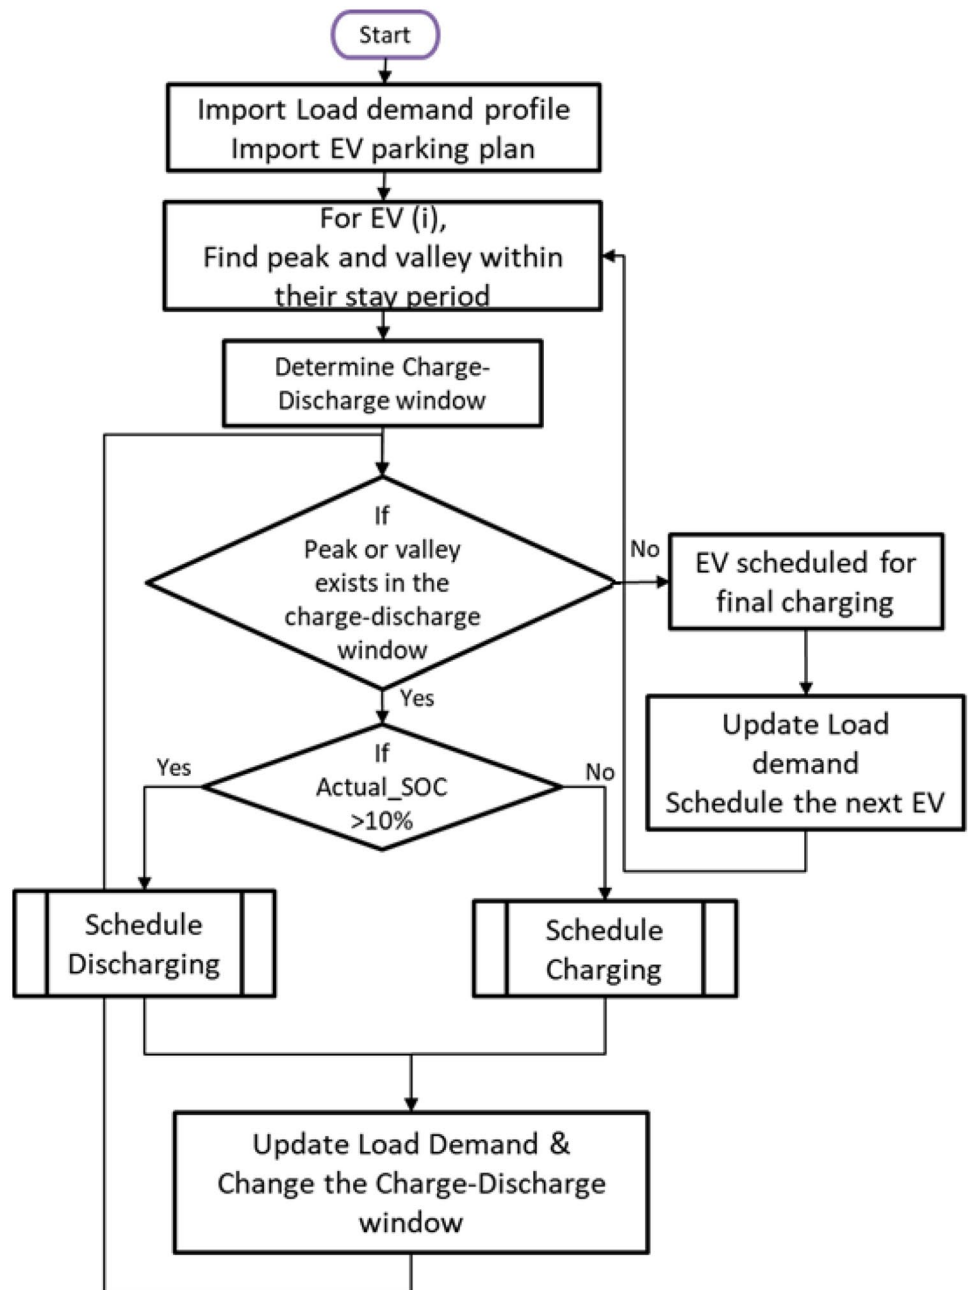 Start
Import Load demand profile
Import EV parking plan
For EV (i),
Find peak and valley within
their stay period
Determine Charge-
Discharge window
If
Peak or valley
exists in the
charge-discharge
window
No
EV scheduled for
final charging
Update Load
demand
Schedule the next EV
Yes
If
Actual_SOC
>10%
Yes
No
Schedule
Discharging
Schedule
Charging
Update Load Demand &
Change the Charge-Discharge
window